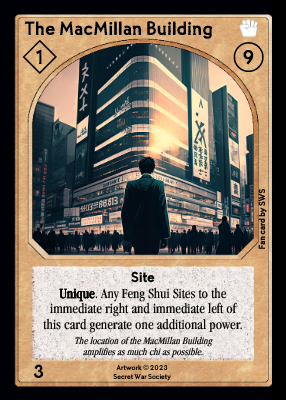 The MacMillan Building
1
9
Fan card by SWS
Site
Unique. Any Feng Shui Sites to the
immediate right and immediate left of
this card generate one additional power.
The location of the MacMillan Building
amplifies as much chi as possible.
3
Artwork © 2023
Secret War Society